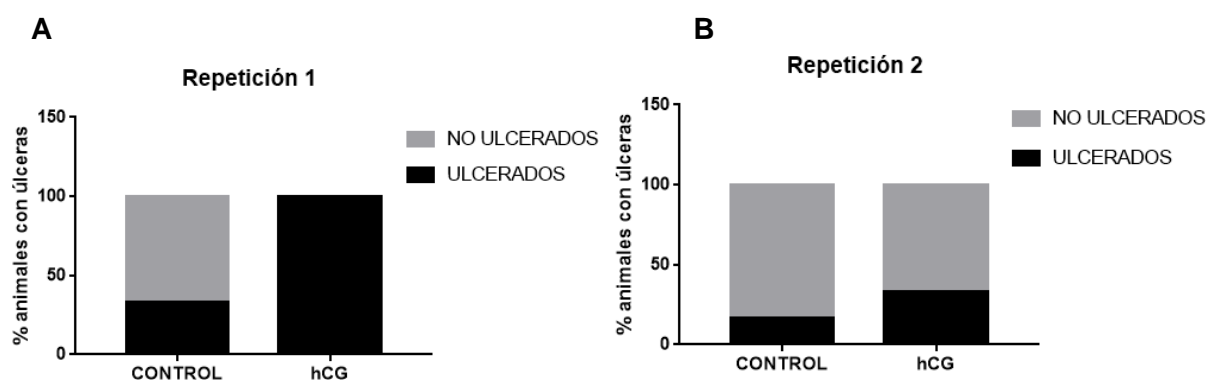 A
Repetición 1
% animales con úlceras
150
100
50
0
CONTROL
hCG
NO ULCERADOS
ULCERADOS
B
Repetición 2
% animales con úlceras
150
100
50
0
CONTROL
hCG
NO ULCERADOS
ULCERADOS